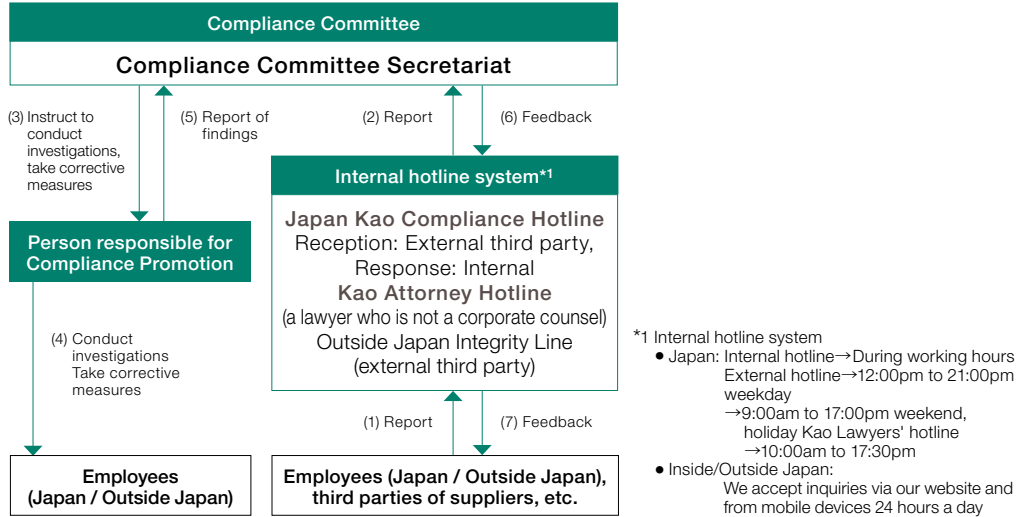 Compliance Committee
Compliance Committee Secretariat
(3) Instruct to
conduct
investigations,
take corrective
measures
(5) Report of
findings
(2) Report
(6) Feedback
Internal hotline system*1
Japan Kao Compliance Hotline
Reception: External third party,
Response: Internal
Kao Attorney Hotline
(a lawyer who is not a corporate counsel)
Outside Japan Integrity Line
(external third party)
Person responsible for
Compliance Promotion
(4) Conduct
investigations
Take corrective
measures
(1) Report
(7) Feedback
Employees
(Japan / Outside Japan)
Employees (Japan / Outside Japan),
third parties of suppliers, etc.
*1 Internal hotline system
● Japan: Internal hotline→During working hours
External hotline→12:00pm to 21:00pm
weekday
→9:00am to 17:00pm weekend,
holiday Kao Lawyers' hotline
→10:00am to 17:30pm
● Inside/Outside Japan:
We accept inquiries via our website and
from mobile devices 24 hours a day